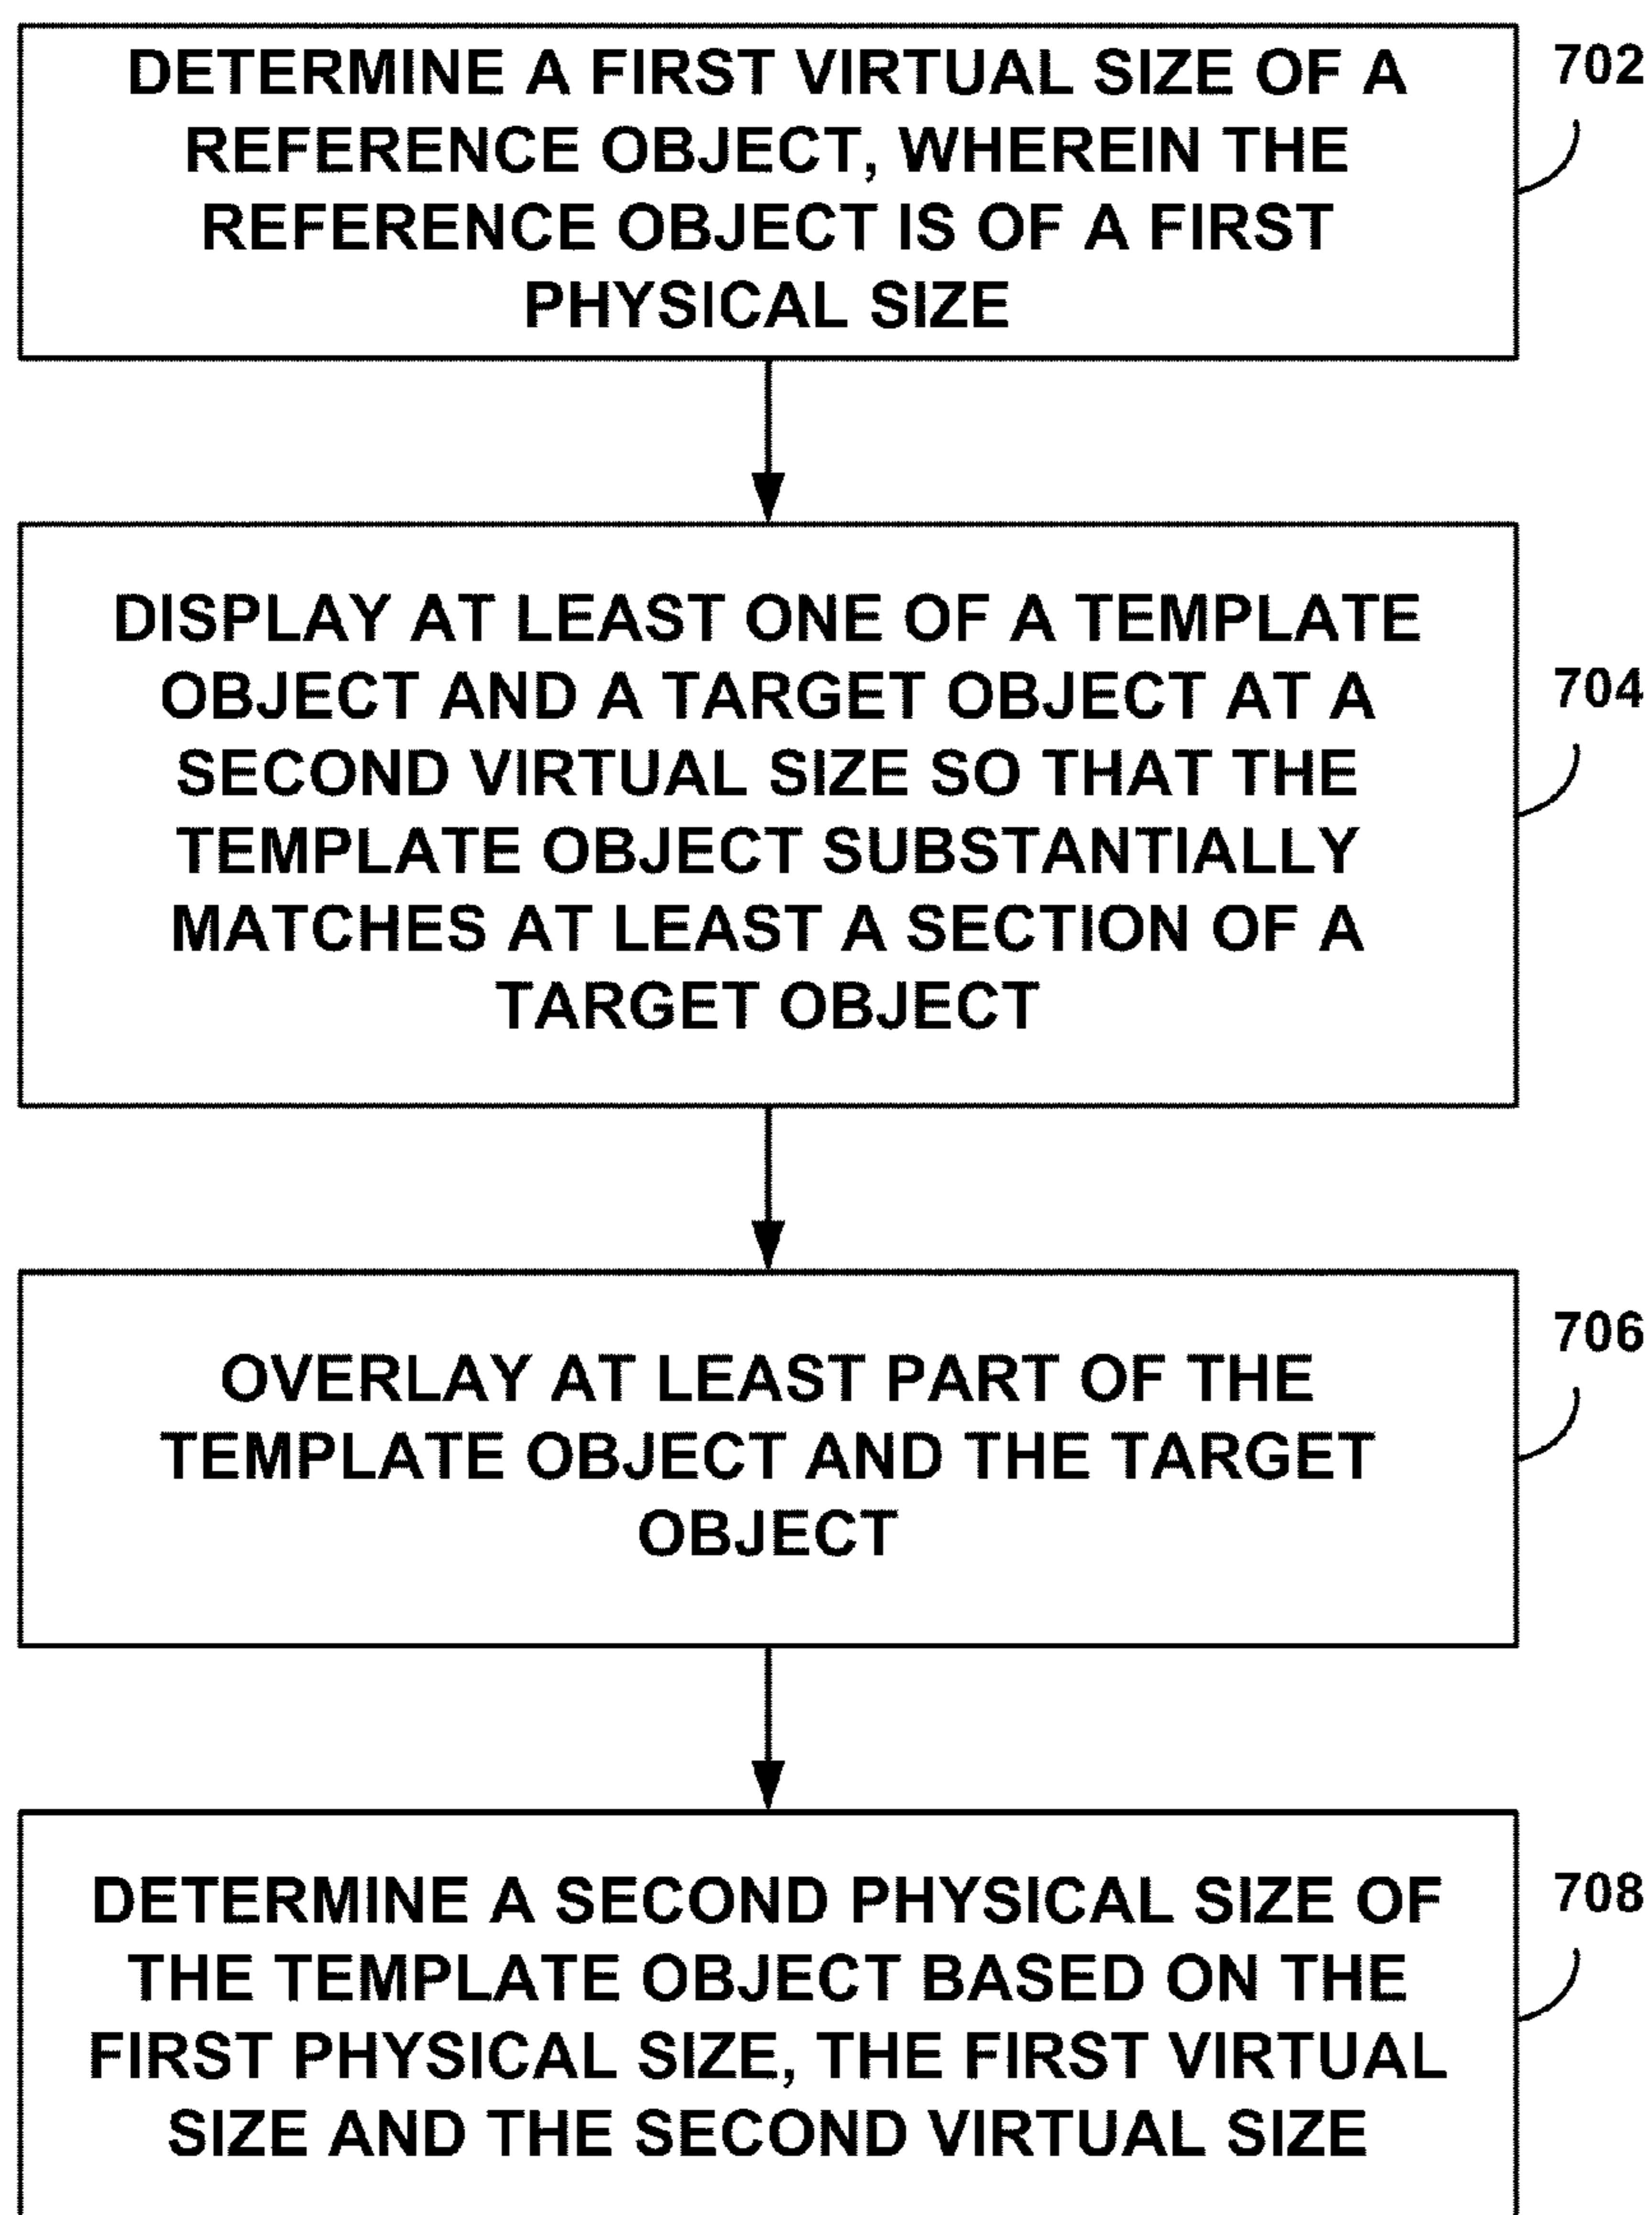 DETERMINE A FIRST VIRTUAL SIZE OF A
REFERENCE OBJECT, WHEREIN THE
REFERENCE OBJECT IS OF A FIRST
PHYSICAL SIZE
702
DISPLAY AT LEAST ONE OF A TEMPLATE
OBJECT AND A TARGET OBJECT AT A
SECOND VIRTUAL SIZE SO THAT THE
TEMPLATE OBJECT SUBSTANTIALLY
MATCHES AT LEAST A SECTION OF A
TARGET OBJECT
704
OVERLAY AT LEAST PART OF THE
TEMPLATE OBJECT AND THE TARGET
OBJECT
706
DETERMINE A SECOND PHYSICAL SIZE OF
THE TEMPLATE OBJECT BASED ON THE
FIRST PHYSICAL SIZE, THE FIRST VIRTUAL
SIZE AND THE SECOND VIRTUAL SIZE
708